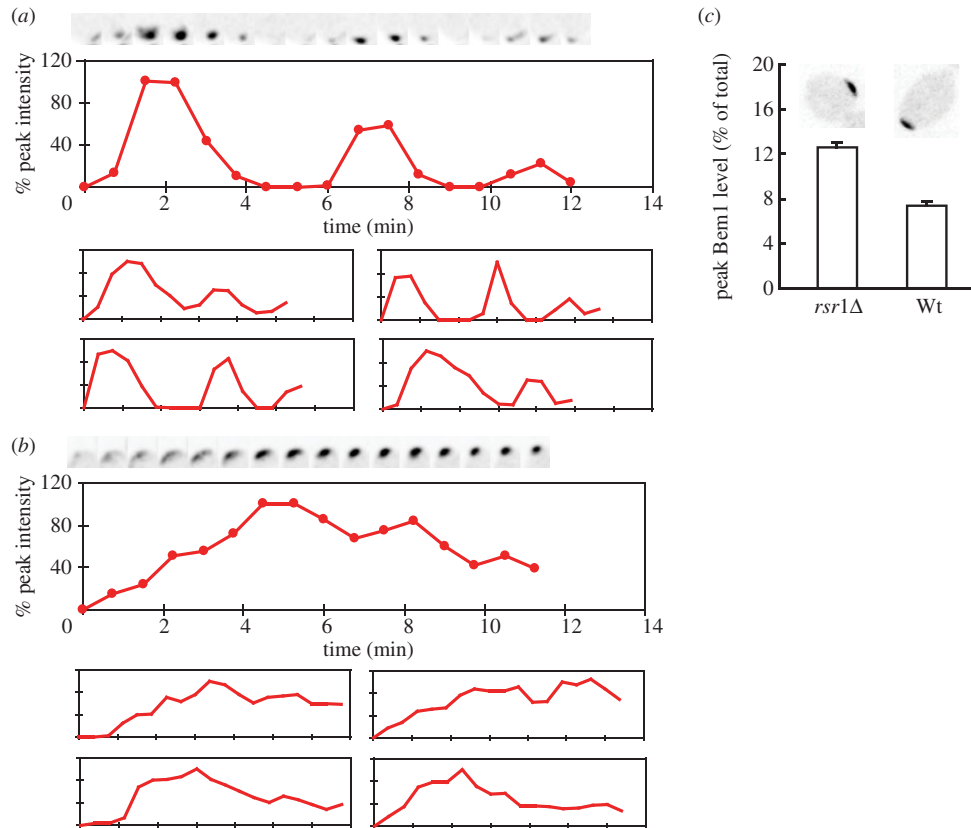 (a)
120
80
40
0 2 4 6 8 10 12 14
% peak intensity
time (min)
(b)
120
80
40
0 2 4 6 8 10 12 14
% peak intensity
time (min)
(c)
20
16
12
8
4
0
peak Bem1 level (% of total)
rsr1Δ Wt